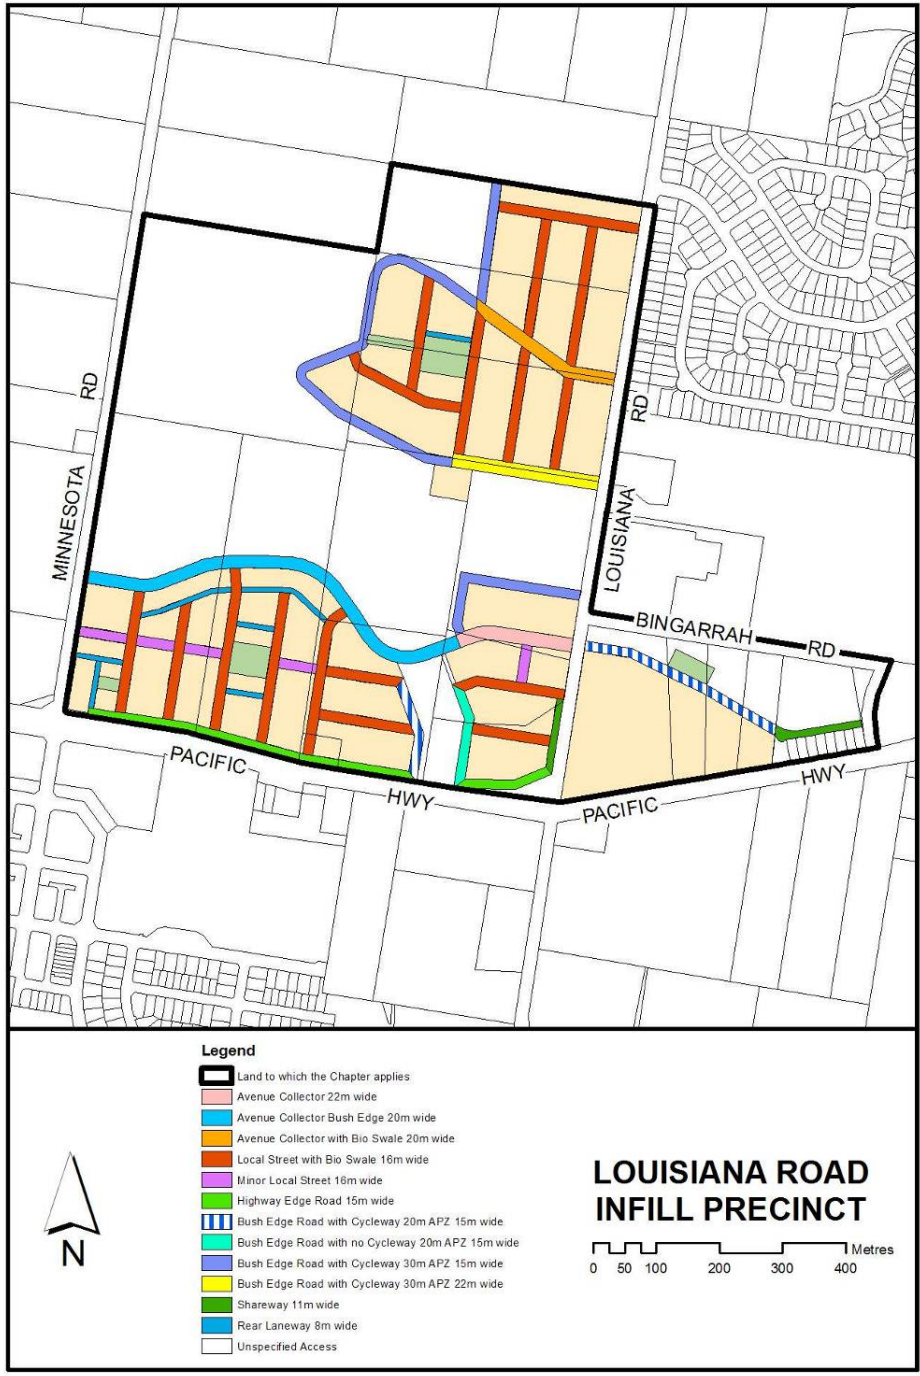 RD
MINNESOTA
RD
LOUISIANA
BINGARRAH
RD
PACIFIC
HWY
PACIFIC
HWY
Legend
Land to which the Chapter applies
Avenue Collector 22m wide
Avenue Collector Bush Edge 20m wide
Avenue Collector with Bio Swale 20m wide
Local Street with Bio Swale 16m wide
Minor Local Street 16m wide
Highway Edge Road 15m wide
Bush Edge Road with Cycleway 20m APZ 15m wide
Bush Edge Road with no Cycleway 20m APZ 15m wide
Bush Edge Road with Cycleway 30m APZ 15m wide
Bush Edge Road with Cycleway 30m APZ 22m wide
Shareway 11m wide
Rear Laneway 8m wide
Unspecified Access
N
LOUISIANA ROAD
INFILL PRECINCT
Metres
0 50 100 200 300 400